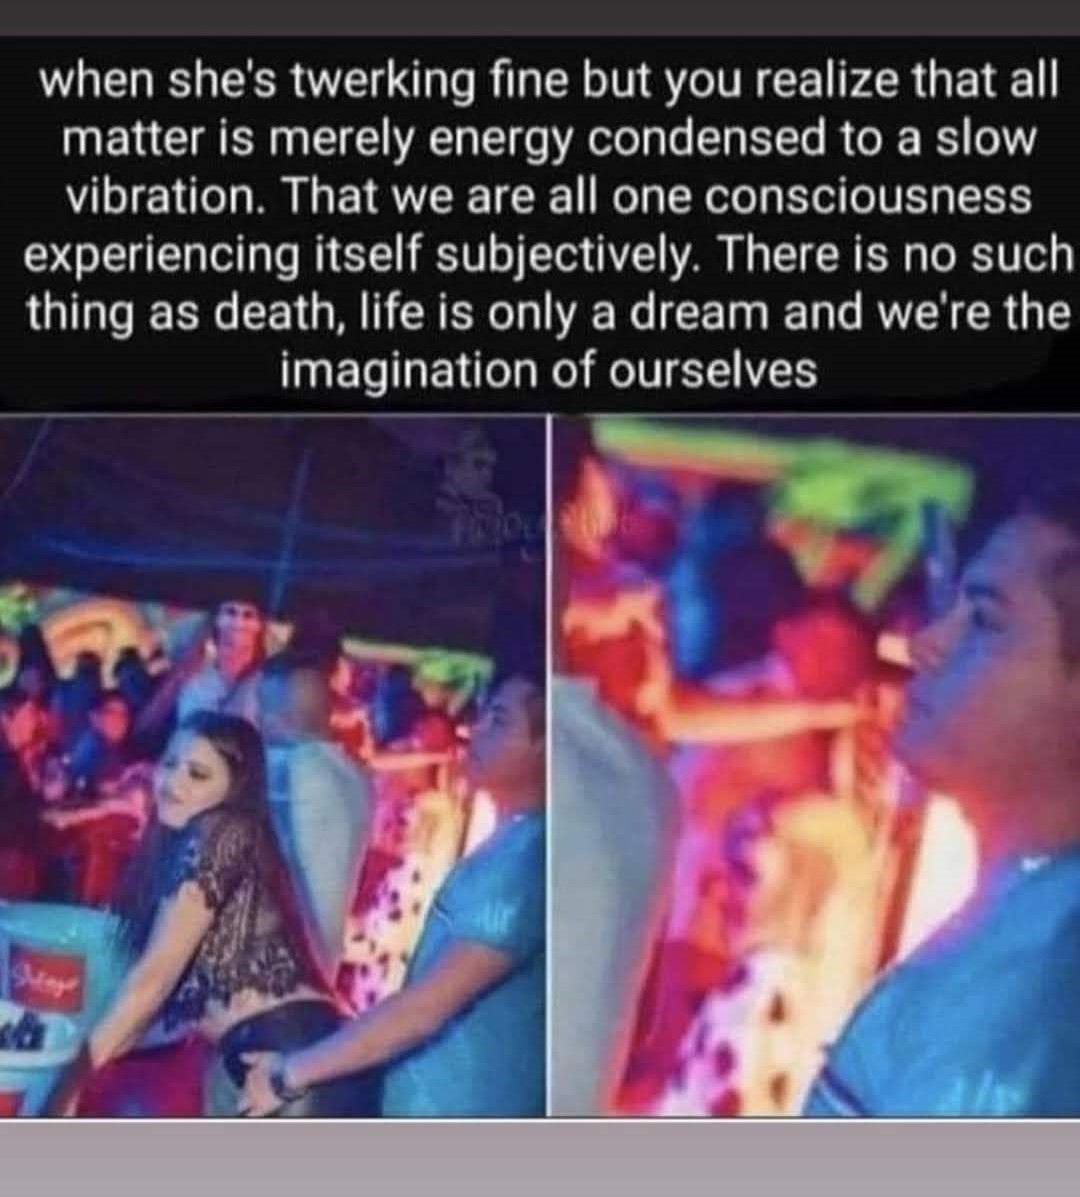 when she's twerking fine but you realize that all
matter is merely energy condensed to a slow
vibration. That we are all one consciousness
experiencing itself subjectively. There is no such
thing as death, life is only a dream and we're the
imagination of ourselves